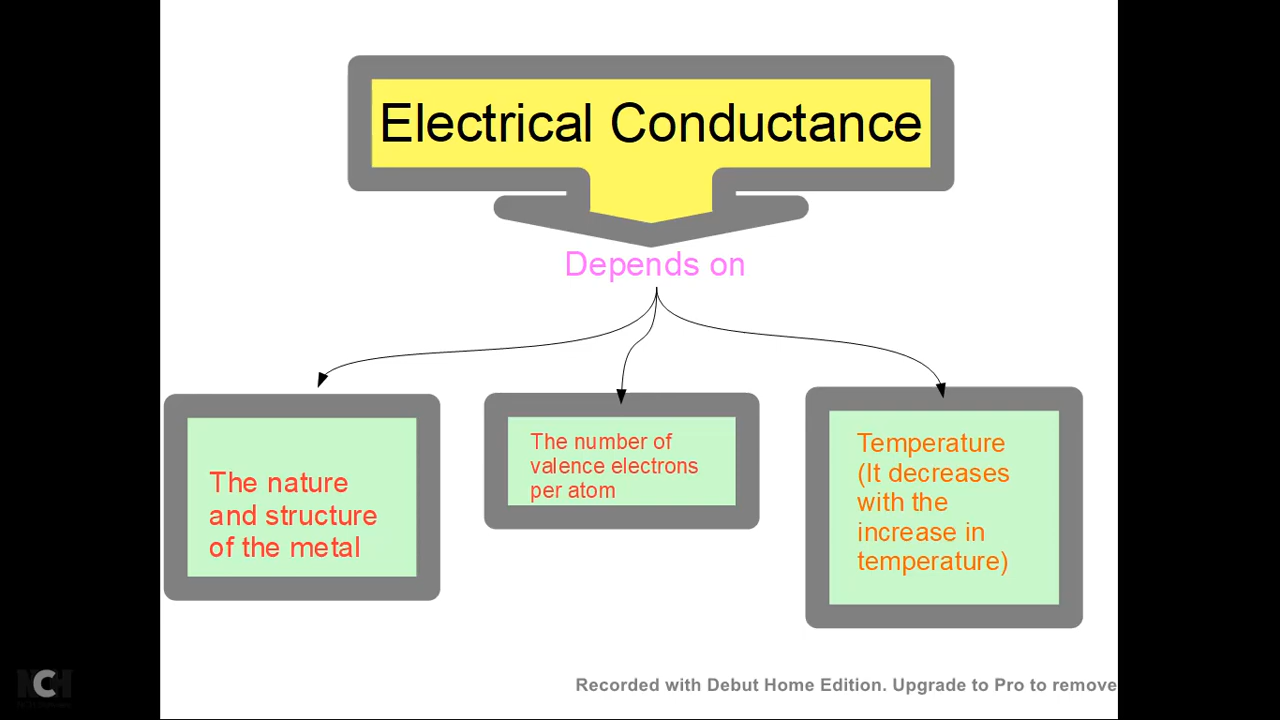 Electrical Conductance
Depends on
The nature
and structure
of the metal
The number of
valence electrons
per atom
Temperature
(It decreases
with the
increase in
temperature)
NCH
Recorded with Debut Home Edition. Upgrade to Pro to remove